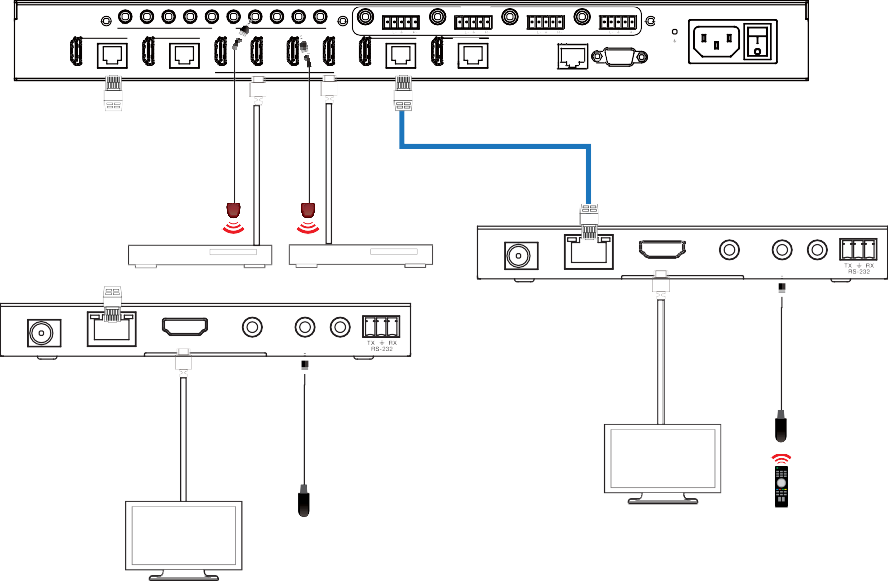 TX ⏚ RX
RS-232
TX ⏚ RX
RS-232